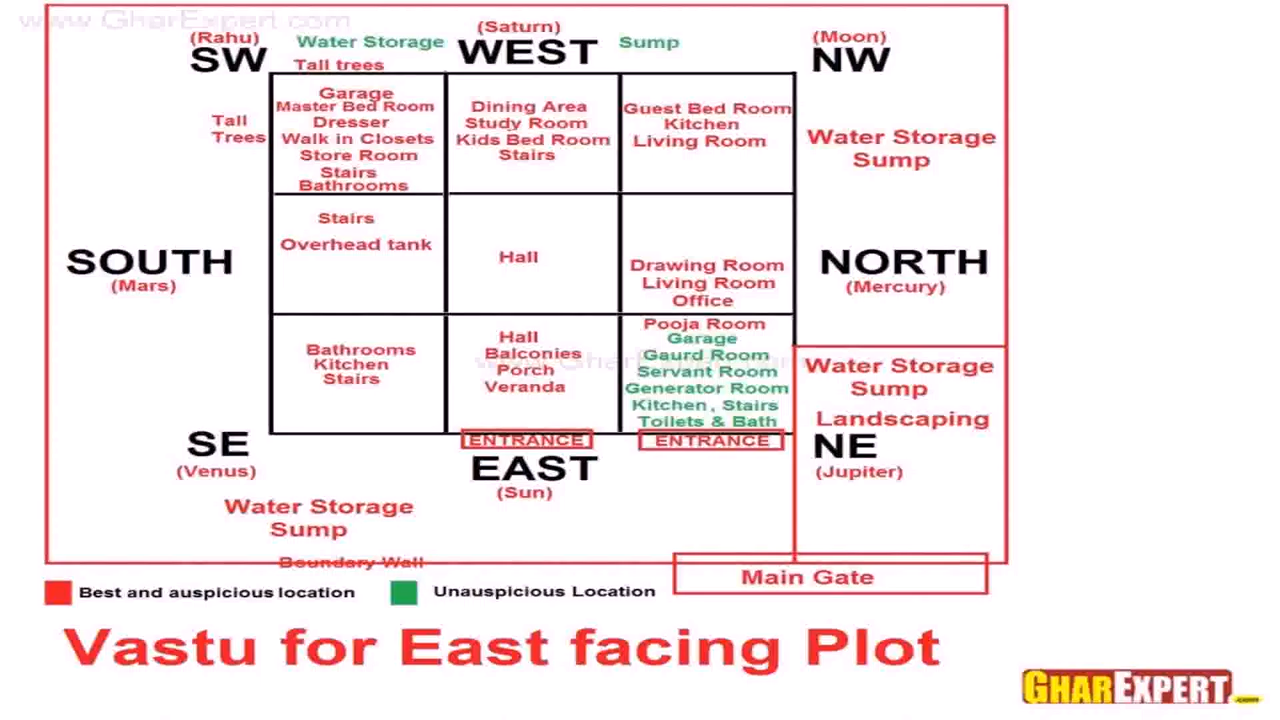 www.GharExpert.com
(Rahu)
SW
Water Storage
Tall trees
(Saturn)
WEST
Sump
(Moon)
NW
Tall
Trees
Garage
Master Bed Room
Dresser
Walk in Closets
Store Room
Stairs
Bathrooms
Dining Area
Study Room
Kids Bed Room
Stairs
Guest Bed Room
Kitchen
Living Room
Water Storage
Sump
SOUTH
(Mars)
Stairs
Overhead tank
Hall
Drawing Room
Living Room
Office
NORTH
(Mercury)
Bathrooms
Kitchen
Stairs
Hall
Balconies
Porch
Veranda
Pooja Room
Garage
Gaurd Room
Servant Room
Generator Room
Kitchen , Stairs
Toilets & Bath
Water Storage
Sump
Landscaping
NE
(Jupiter)
SE
(Venus)
ENTRANCE
ENTRANCE
EAST
(Sun)
Water Storage
Sump
Boundary Wall
Main Gate
Best and auspicious location
Unauspicious Location
Vastu for East facing Plot
GHAREXPERT